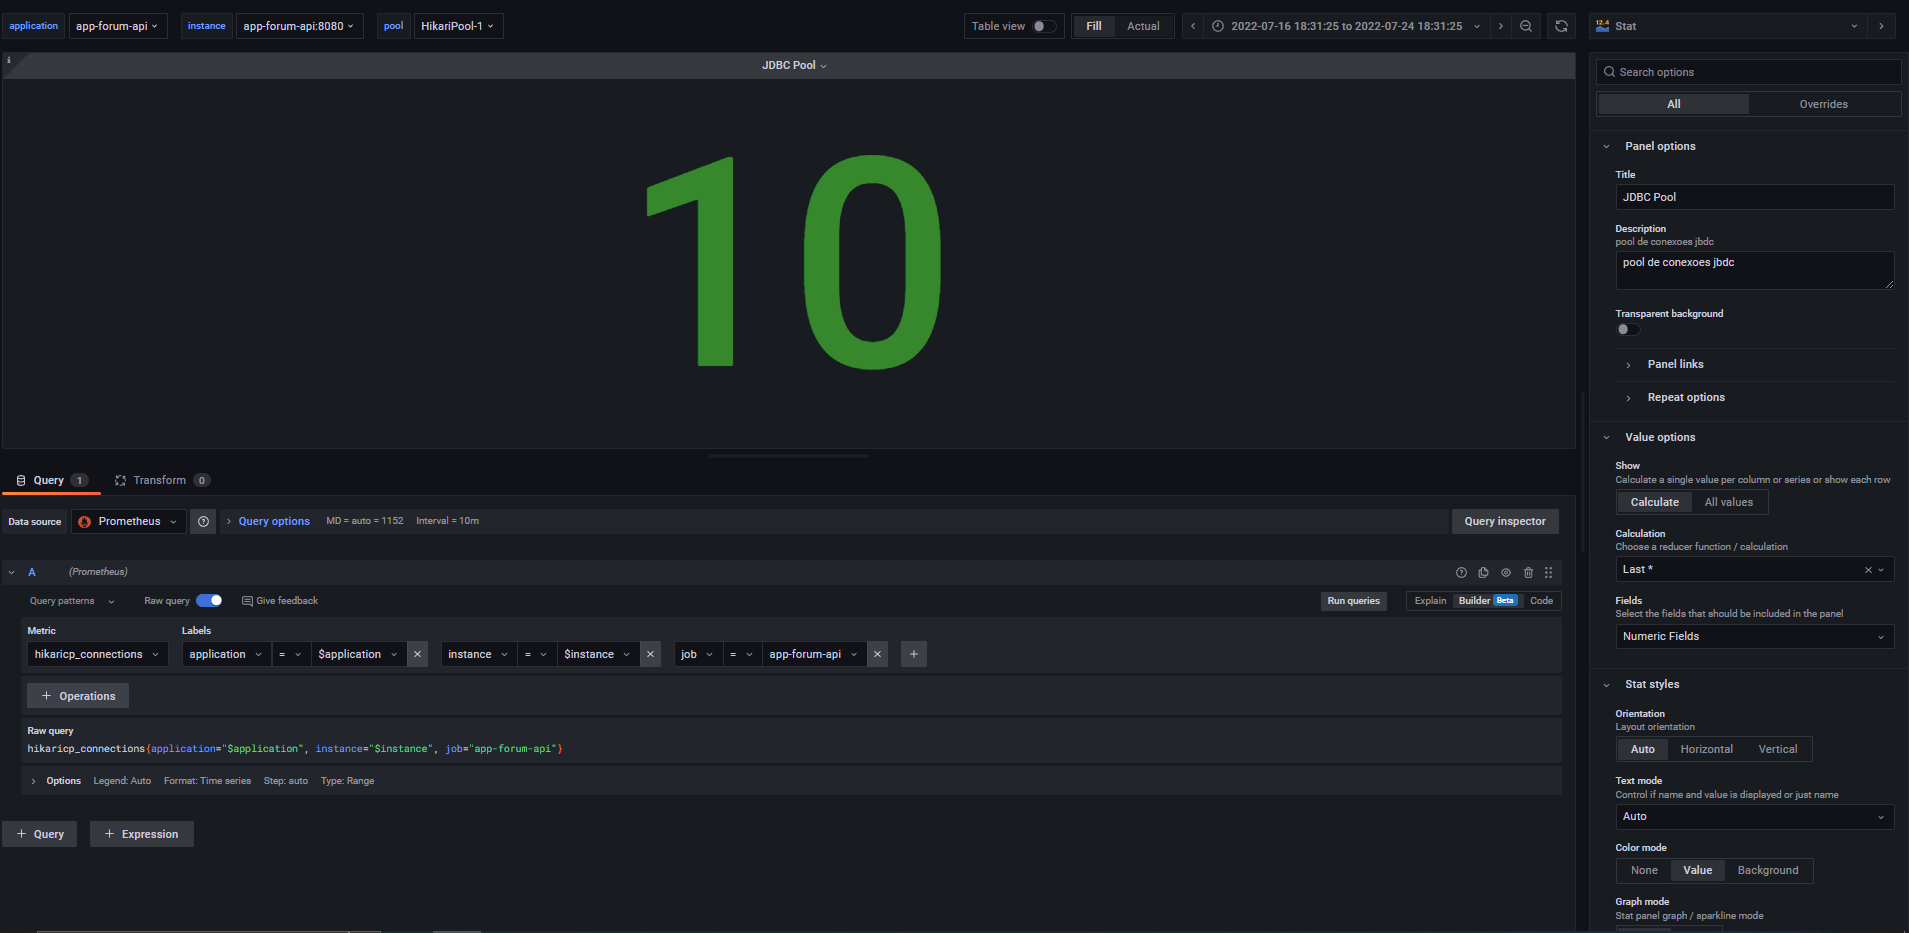 application app-forum-api instance app-forum-api:8080 pool HikariPool-1 Table view Fill Actual 2022-07-16 18:31:25 to 2022-07-24 18:31:25 12.4 Stat
i JDBC Pool
10
Query 1 Transform 0
Data source Prometheus Query options MD = auto = 1152 Interval = 10m Query inspector
A (Prometheus)
Query patterns Raw query Give feedback Run queries Explain Builder Beta Code
Metric Labels
hikaricp_connections application = $application instance = $instance job = app-forum-api
+ Operations
Raw query
hikaricp_connections{application="$application", instance="$instance", job="app-forum-api"}
Options Legend: Auto Format: Time series Step: auto Type: Range
+ Query + Expression
Search options
All Overrides
Panel options
Title
JDBC Pool
Description
pool de conexoes jbdc
pool de conexoes jbdc
Transparent background
Panel links
Repeat options
Value options
Show
Calculate a single value per column or series or show each row
Calculate All values
Calculation
Choose a reducer function / calculation
Last *
Fields
Select the fields that should be included in the panel
Numeric Fields
Stat styles
Orientation
Layout orientation
Auto Horizontal Vertical
Text mode
Control if name and value is displayed or just name
Auto
Color mode
None Value Background
Graph mode
Stat panel graph / sparkline mode